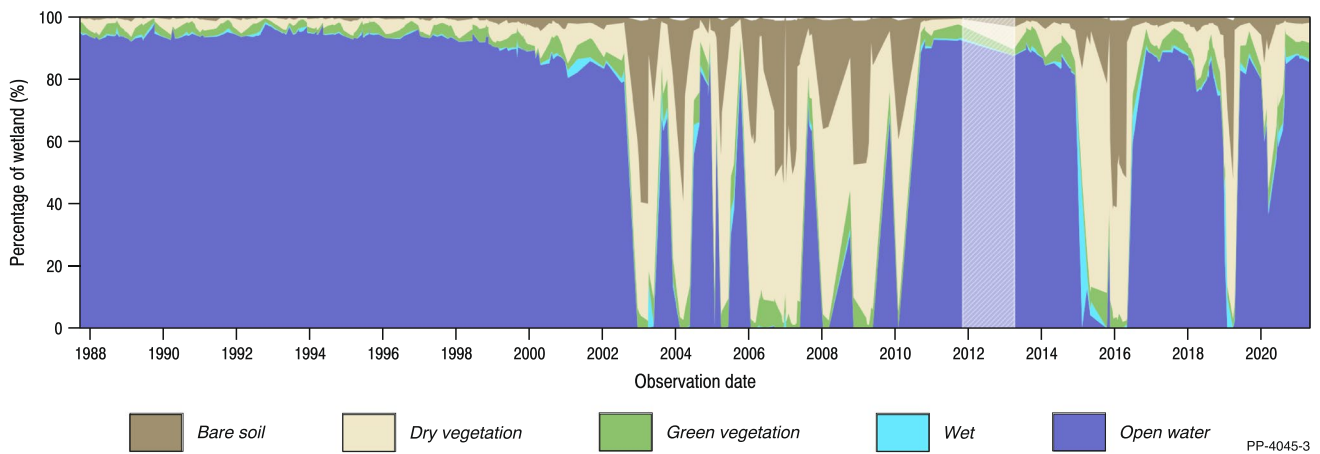 100
80
60
40
20
0
Percentage of wetland (%)
1988 1990 1992 1994 1996 1998 2000 2002 2004 2006 2008 2010 2012 2014 2016 2018 2020
Observation date
Bare soil Dry vegetation Green vegetation Wet Open water
PP-4045-3